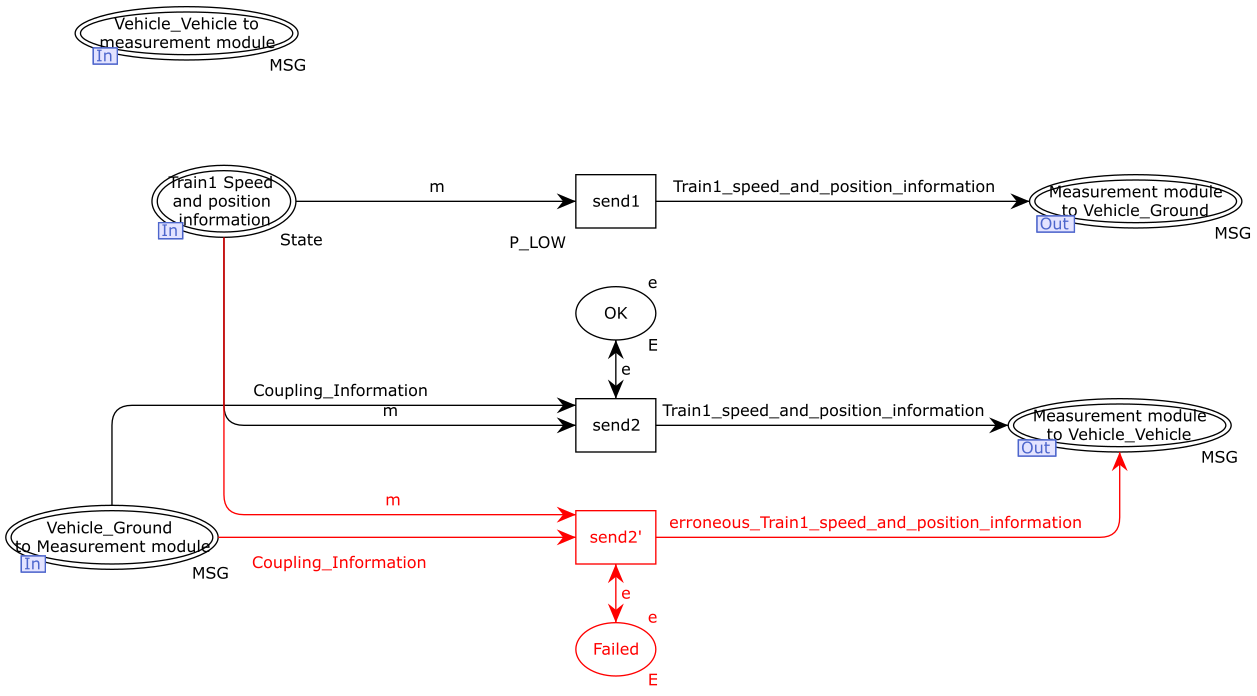 Vehicle_Vehicle to
measurement module
In
MSG
Train1 Speed
and position
information
In
State
m
send1
P_LOW
Train1_speed_and_position_information
Measurement module
to Vehicle_Ground
Out
MSG
e
OK
E
e
Coupling_Information
m
send2
Train1_speed_and_position_information
Measurement module
to Vehicle_Vehicle
Out
MSG
m
Vehicle_Ground
to Measurement module
In
MSG
Coupling_Information
send2'
erroneous_Train1_speed_and_position_information
e
e
Failed
E